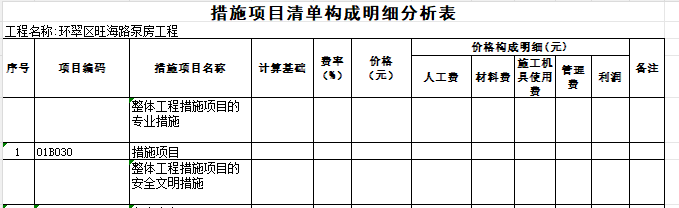 措施项目清单构成明细分析表
工程名称:环翠区旺海路泵房工程
序号 项目编码 措施项目名称 计算基础 费率(%) 价格(元) 价格构成明细(元) 备注
人工费 材料费 施工机具使用费 管理费 利润
整体工程措施项目的
专业措施
1 01B030 措施项目
整体工程措施项目的
安全文明措施